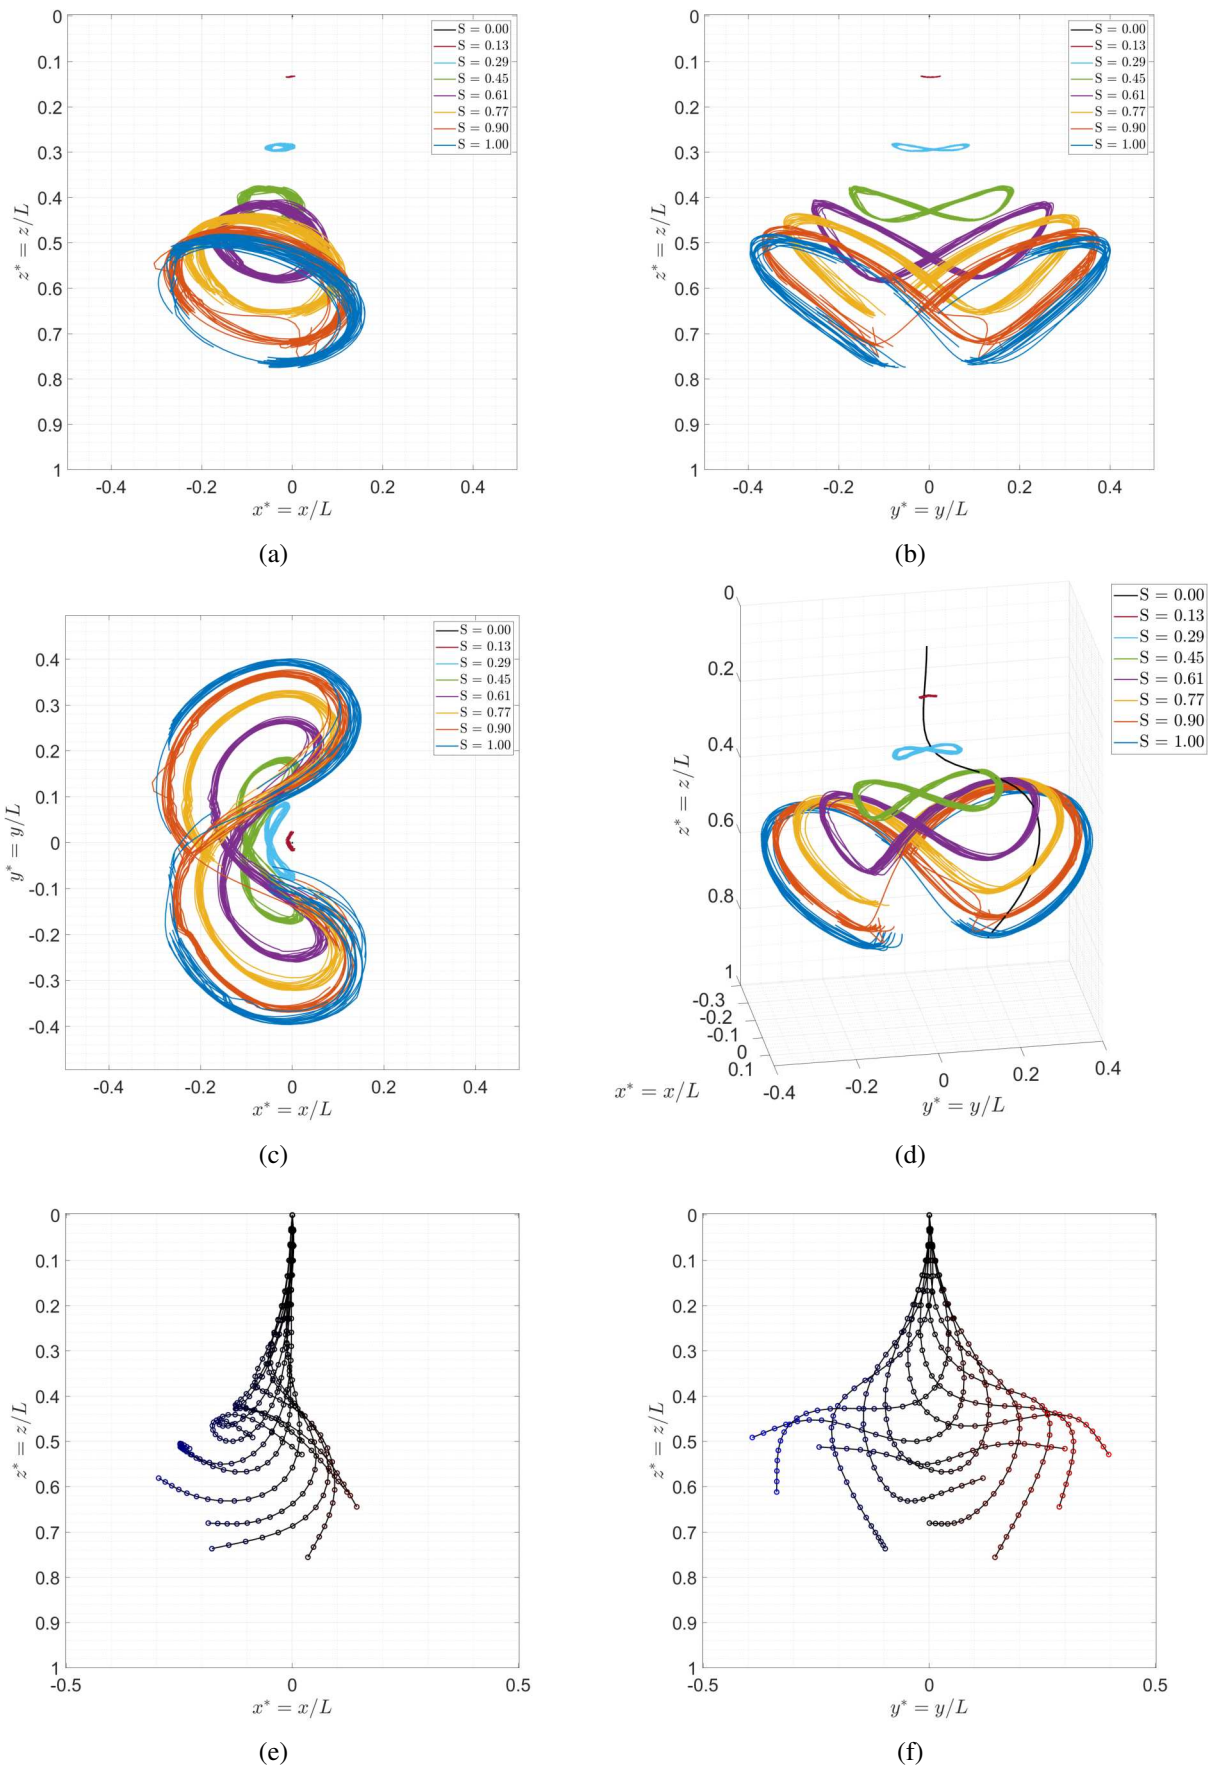 0
0.1
0.2
0.3
0.4
0.5
0.6
0.7
0.8
0.9
1
z* = z/L
-0.4 -0.2 0 0.2 0.4
x* = x/L
S = 0.00
S = 0.13
S = 0.29
S = 0.45
S = 0.61
S = 0.77
S = 0.90
S = 1.00
(a)
0
0.1
0.2
0.3
0.4
0.5
0.6
0.7
0.8
0.9
1
z* = z/L
-0.4 -0.2 0 0.2 0.4
y* = y/L
S = 0.00
S = 0.13
S = 0.29
S = 0.45
S = 0.61
S = 0.77
S = 0.90
S = 1.00
(b)
0.4
0.3
0.2
0.1
0
-0.1
-0.2
-0.3
-0.4
y* = y/L
-0.4 -0.2 0 0.2 0.4
x* = x/L
S = 0.00
S = 0.13
S = 0.29
S = 0.45
S = 0.61
S = 0.77
S = 0.90
S = 1.00
(c)
0
0.2
0.4
0.6
0.8
1
z* = z/L
-0.3
-0.2
-0.1
0
0.1
x* = x/L
-0.4 -0.2 0 0.2 0.4
y* = y/L
S = 0.00
S = 0.13
S = 0.29
S = 0.45
S = 0.61
S = 0.77
S = 0.90
S = 1.00
(d)
0
0.1
0.2
0.3
0.4
0.5
0.6
0.7
0.8
0.9
1
z* = z/L
-0.5 0 0.5
x* = x/L
(e)
0
0.1
0.2
0.3
0.4
0.5
0.6
0.7
0.8
0.9
1
z* = z/L
-0.5 0 0.5
y* = y/L
(f)